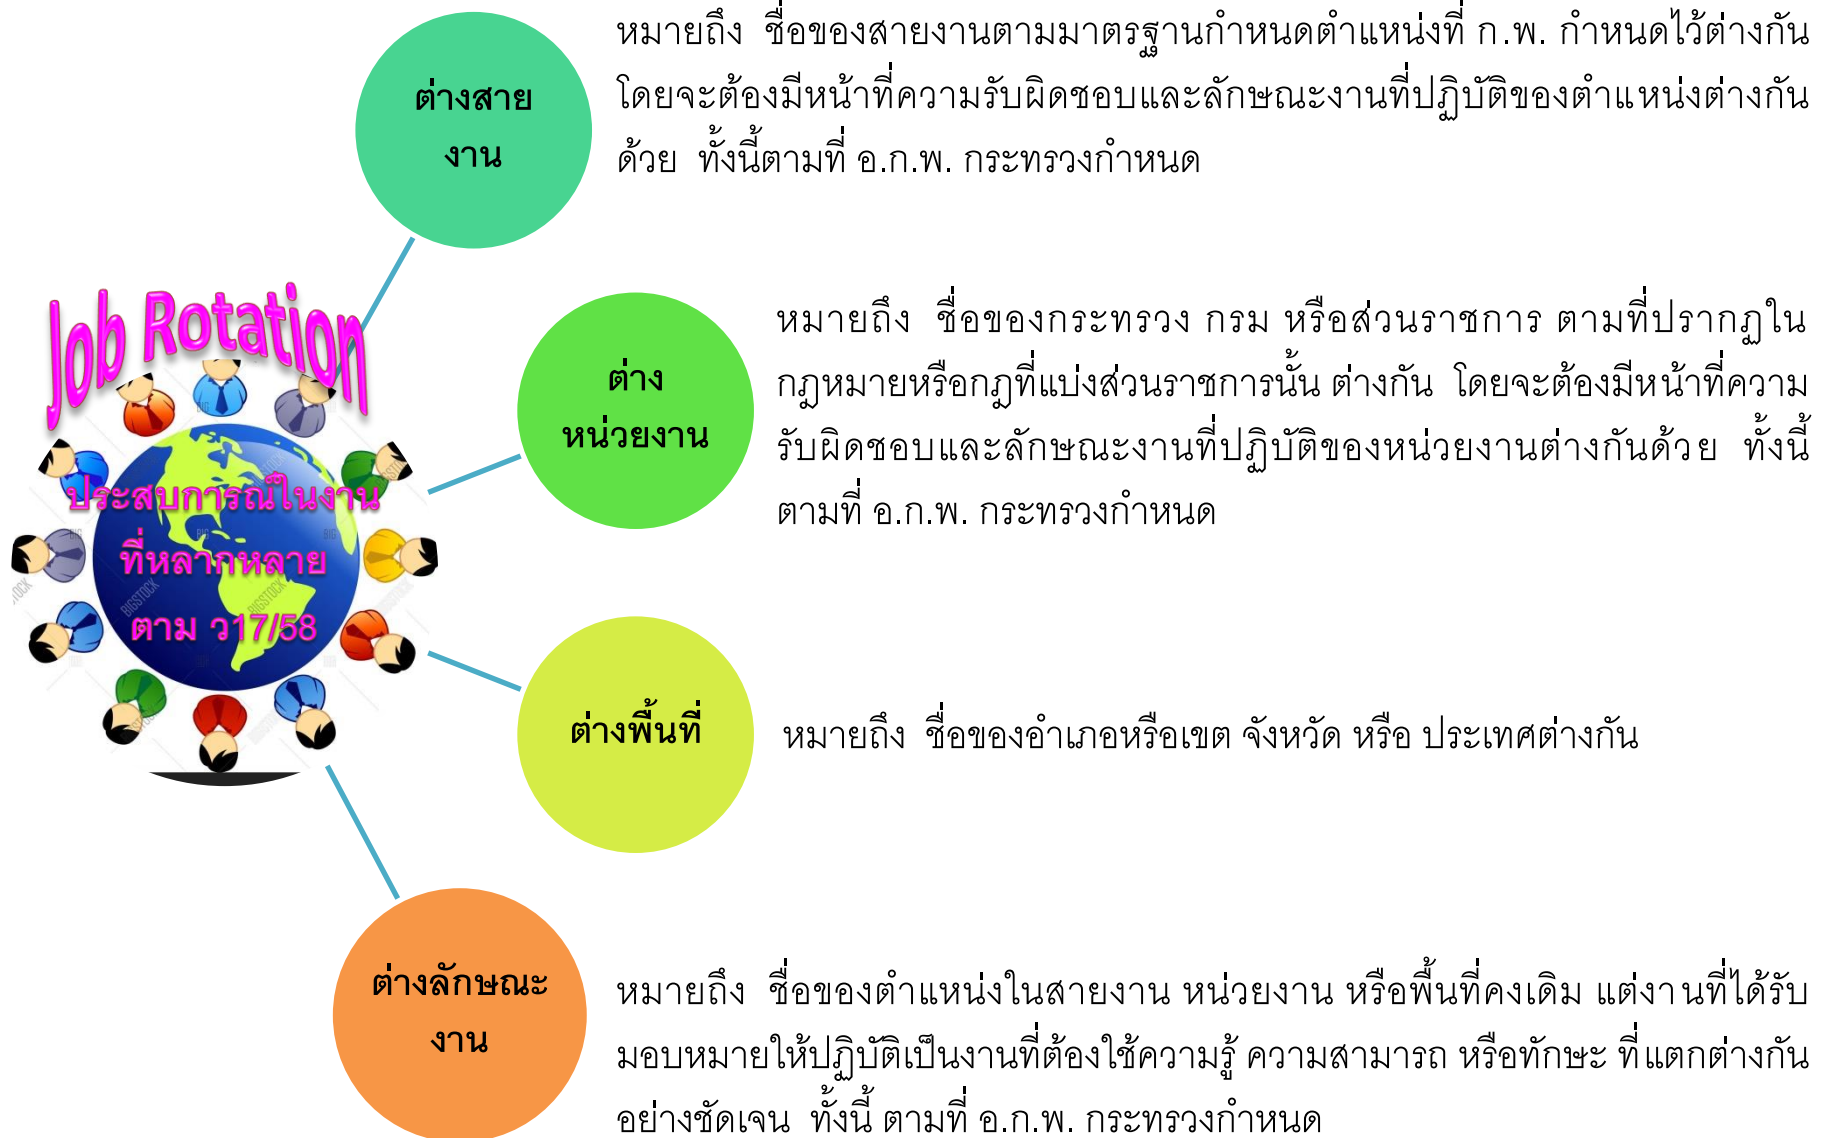 ต่างสาย
งาน
หมายถึง ชื่อของสายงานตามมาตรฐานกำหนดตำแหน่งที่ ก.พ. กำหนดไว้ต่างกัน
โดยจะต้องมีหน้าที่ความรับผิดชอบและลักษณะงานที่ปฏิบัติของตำแหน่งต่างกัน
ด้วย ทั้งนี้ตามที่ อ.ก.พ. กระทรวงกำหนด
Job Rotation
ประสบการณ์ในงาน
ที่หลากหลาย
ตาม ว17/58
ต่าง
หน่วยงาน
หมายถึง ชื่อของกระทรวง กรม หรือส่วนราชการ ตามที่ปรากฏใน
กฎหมายหรือกฎที่แบ่งส่วนราชการนั้น ต่างกัน โดยจะต้องมีหน้าที่ความ
รับผิดชอบและลักษณะงานที่ปฏิบัติของหน่วยงานต่างกันด้วย ทั้งนี้
ตามที่ อ.ก.พ. กระทรวงกำหนด
ต่างพื้นที่
หมายถึง ชื่อของอำเภอหรือเขต จังหวัด หรือ ประเทศต่างกัน
ต่างลักษณะ
งาน
หมายถึง ชื่อของตำแหน่งในสายงาน หน่วยงาน หรือพื้นที่คงเดิม แต่งานที่ได้รับ
มอบหมายให้ปฏิบัติเป็นงานที่ต้องใช้ความรู้ ความสามารถ หรือทักษะ ที่แตกต่างกัน
อย่างชัดเจน ทั้งนี้ ตามที่ อ.ก.พ. กระทรวงกำหนด
BIGSTOCK
BIGSTOCK